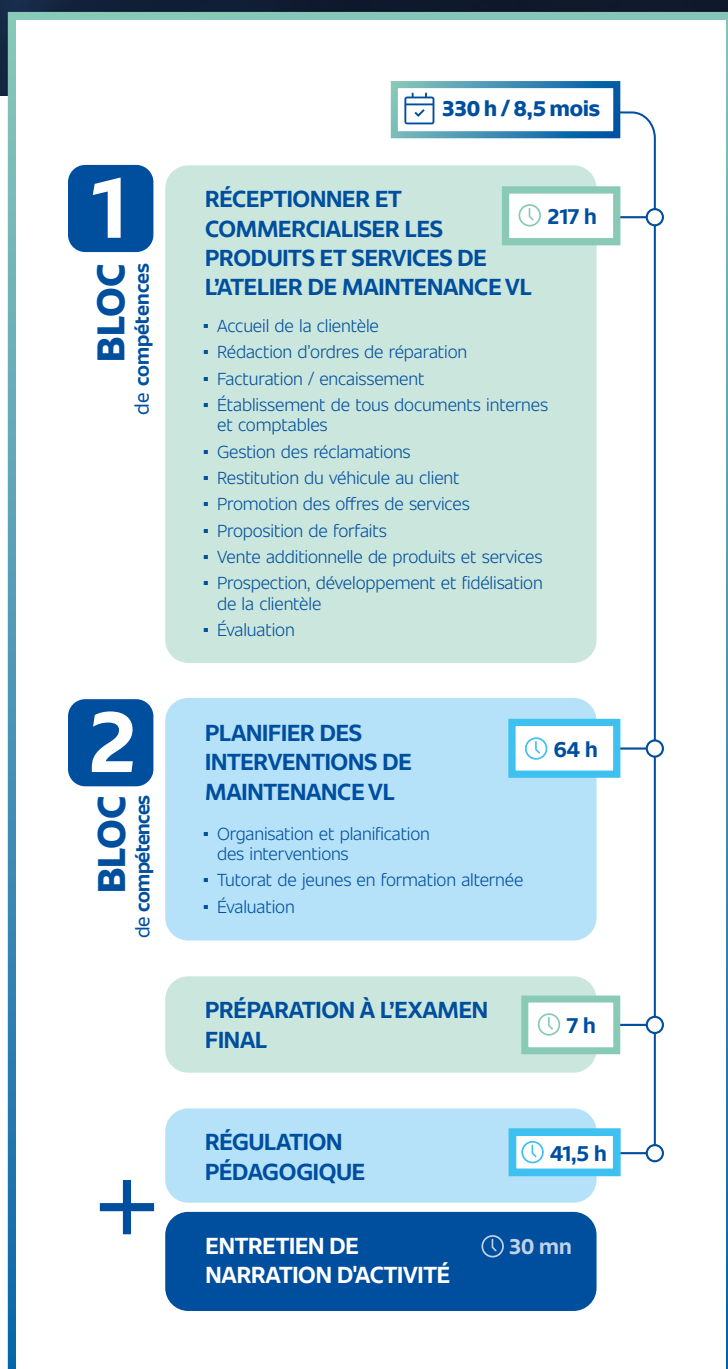 330 h / 8,5 mois
1
BLOC
de compétences
RÉCEPTIONNER ET
COMMERCIALISER LES
PRODUITS ET SERVICES DE
L'ATELIER DE MAINTENANCE VL
217 h
▪ Accueil de la clientèle
▪ Rédaction d'ordres de réparation
▪ Facturation / encaissement
▪ Établissement de tous documents internes
et comptables
▪ Gestion des réclamations
▪ Restitution du véhicule au client
▪ Promotion des offres de services
▪ Proposition de forfaits
▪ Vente additionnelle de produits et services
▪ Prospection, développement et fidélisation
de la clientèle
▪ Évaluation
2
BLOC
de compétences
PLANIFIER DES
INTERVENTIONS DE
MAINTENANCE VL
64 h
▪ Organisation et planification
des interventions
▪ Tutorat de jeunes en formation alternée
▪ Évaluation
PRÉPARATION À L'EXAMEN
FINAL
7 h
RÉGULATION
PÉDAGOGIQUE
41,5 h
+
ENTRETIEN DE
NARRATION D'ACTIVITÉ
30 mn